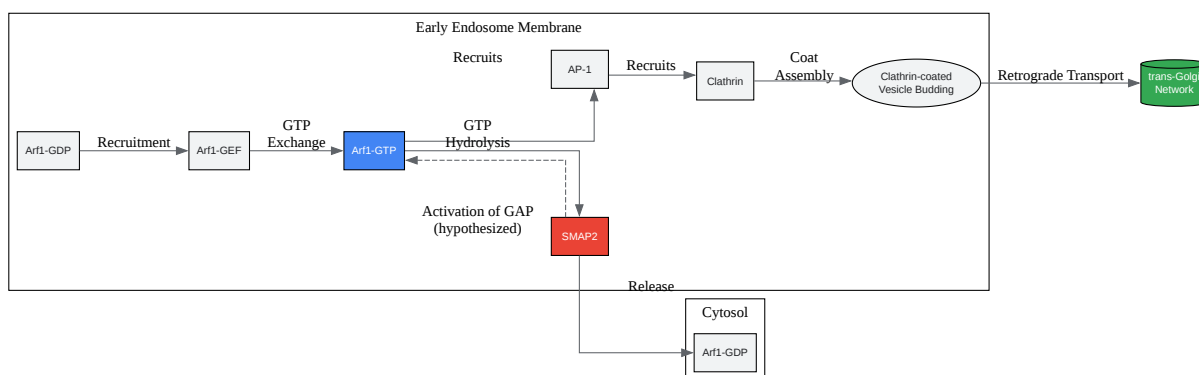 Early Endosome Membrane
Recruits
AP-1
Recruits
Clathrin
Coat
Assembly
Clathrin-coated
Vesicle Budding
Retrograde Transport
trans-Golgi
Network
Arf1-GDP
Recruitment
Arf1-GEF
GTP
Exchange
Arf1-GTP
GTP
Hydrolysis
Activation of GAP
(hypothesized)
SMAP2
Release
Cytosol
Arf1-GDP